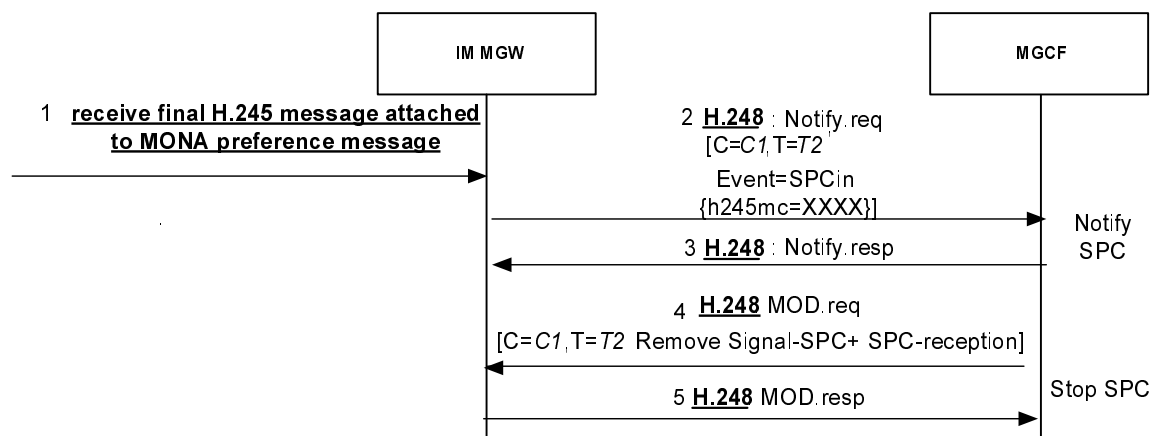 IM MGW
MGCF
1 receive final H.245 message attached
to MONA preference message
2 H.248 : Notify.req
[C=C1,T=T2,
Event=SPCin
{h245mc=XXXX}]
Notify
SPC
3 H.248 : Notify.resp
4 H.248 MOD.req
[C=C1,T=T2 Remove Signal-SPC+ SPC-reception]
Stop SPC
5 H.248 MOD.resp